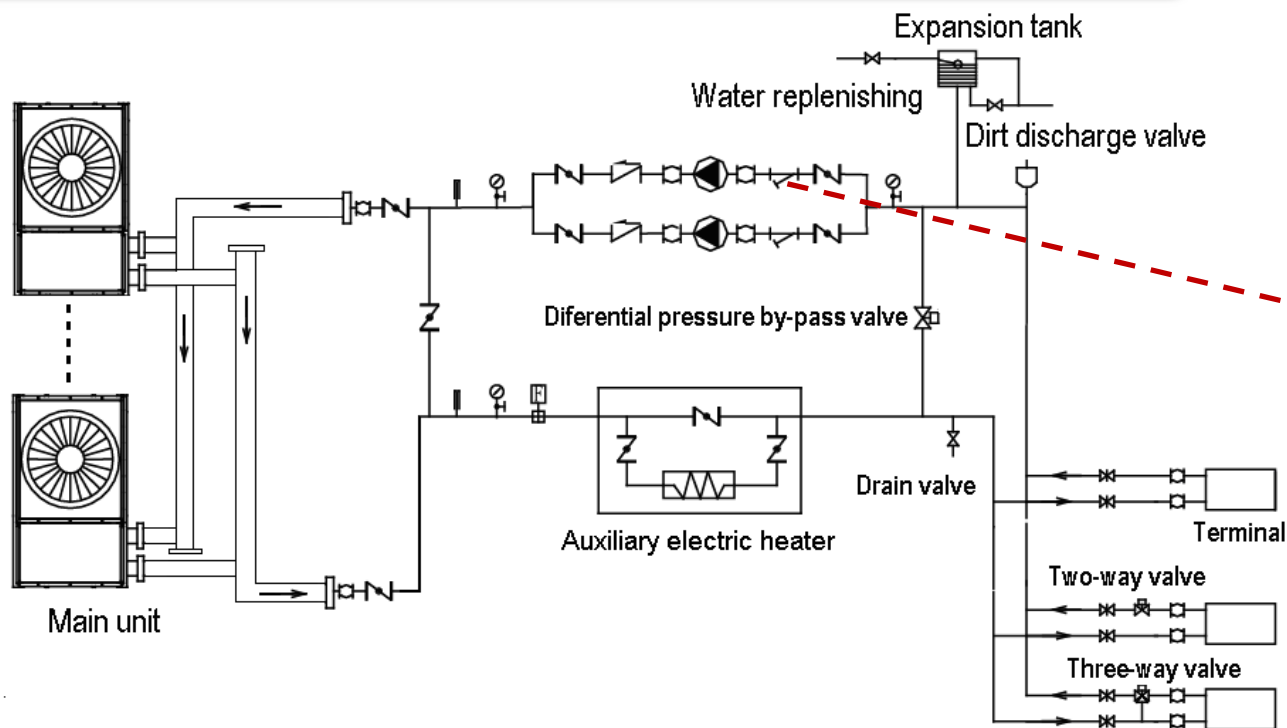 Expansion tank
Water replenishing
Dirt discharge valve
Diferential pressure by-pass valve
F
Drain valve
Auxiliary electric heater
Terminal
Two-way valve
Main unit
Three-way valve